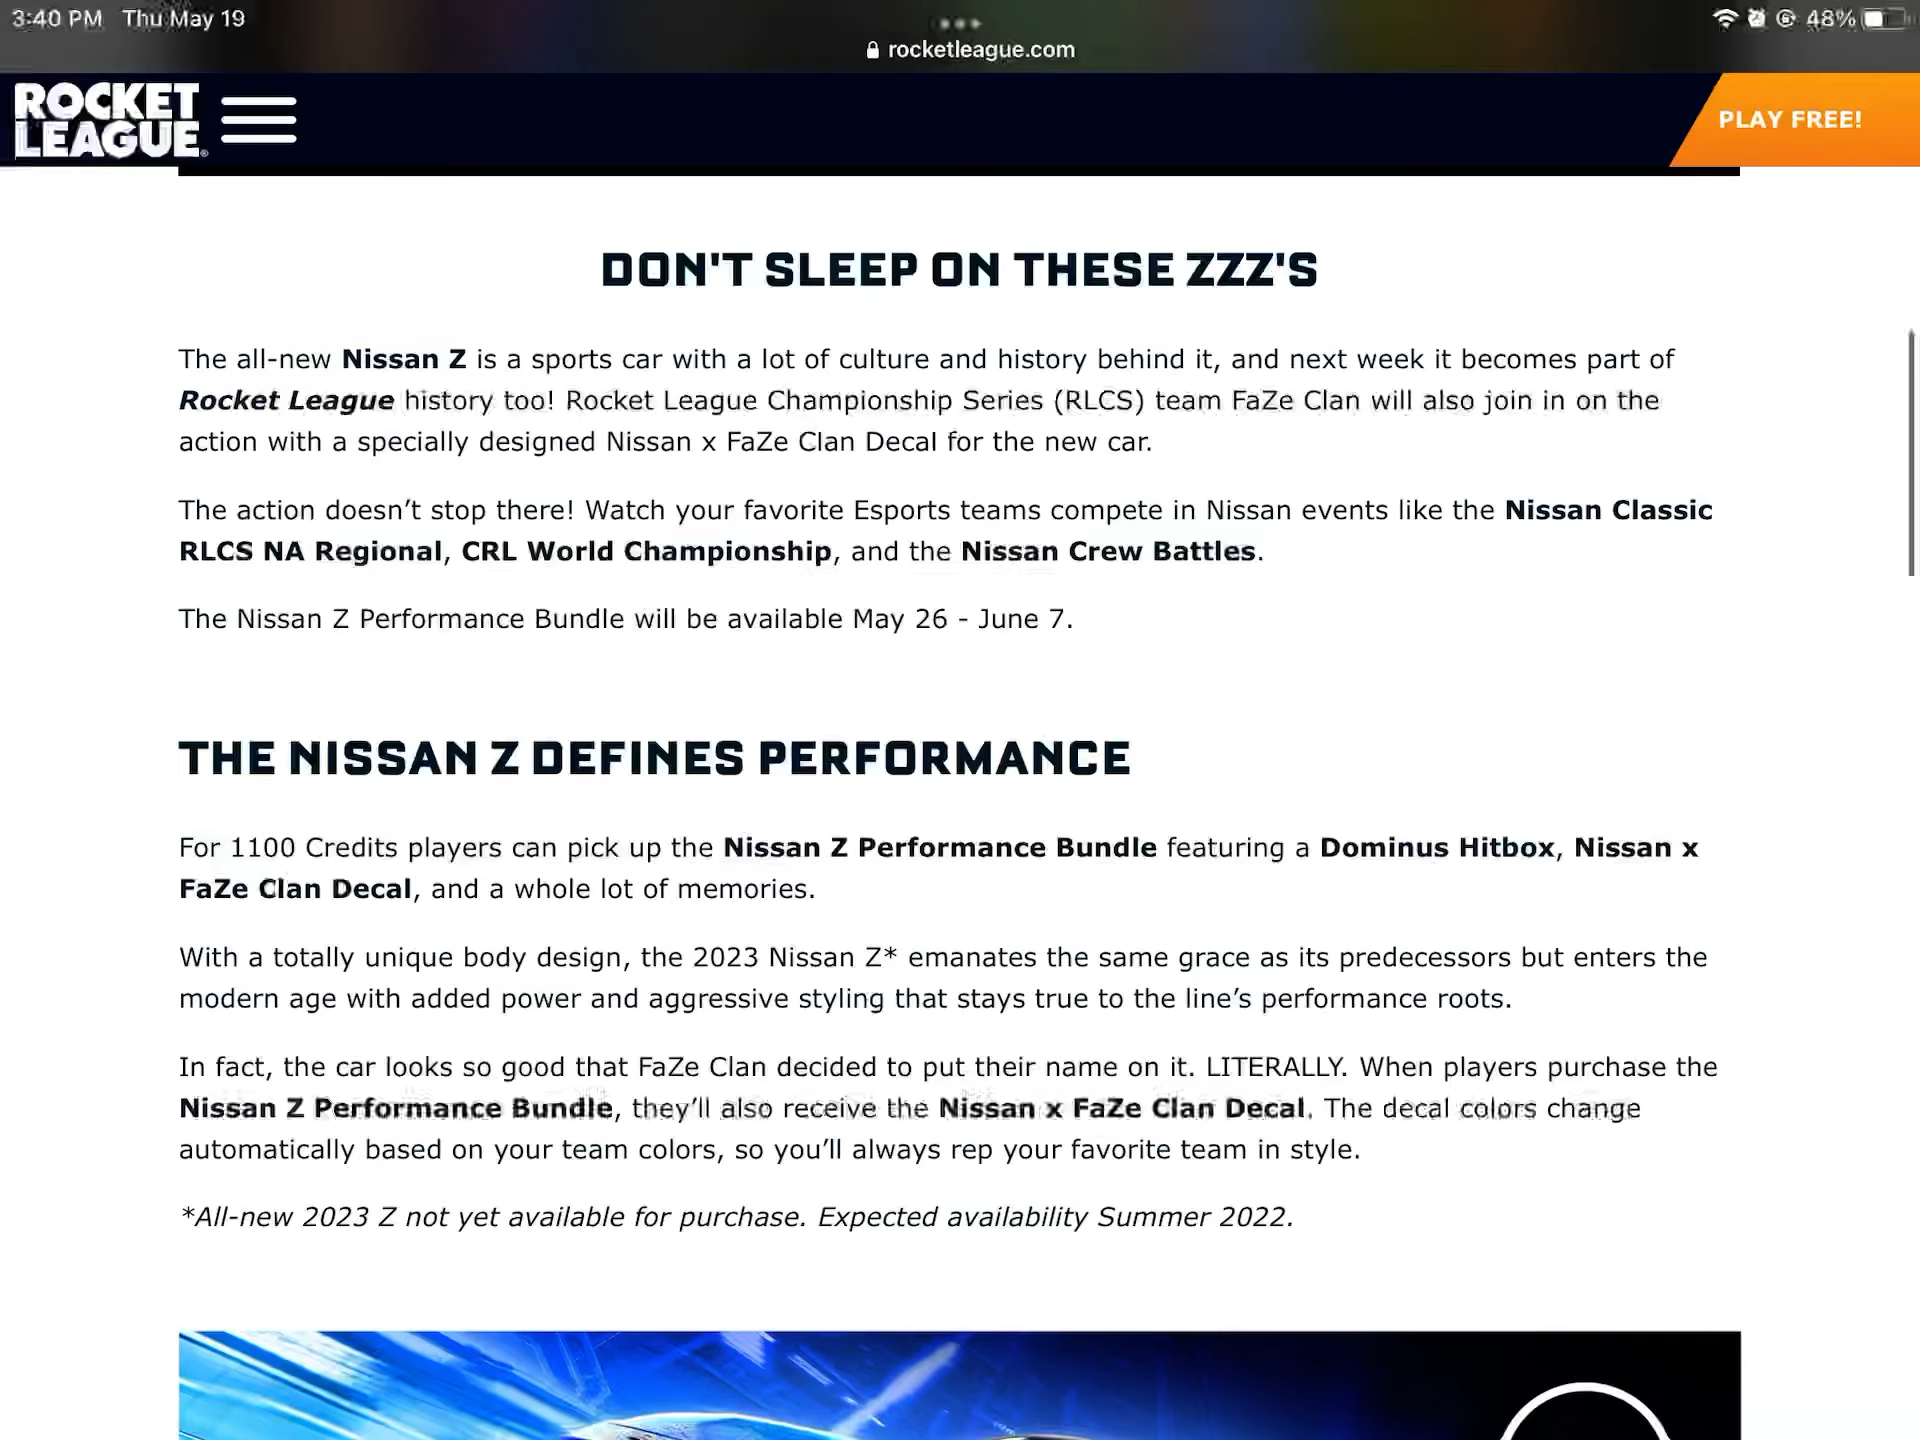 3:40 PM Thu May 19
48%
rocketleague.com
ROCKET
LEAGUE®
PLAY FREE!
DON'T SLEEP ON THESE ZZZ'S
The all-new Nissan Z is a sports car with a lot of culture and history behind it, and next week it becomes part of
Rocket League history too! Rocket League Championship Series (RLCS) team FaZe Clan will also join in on the
action with a specially designed Nissan x FaZe Clan Decal for the new car.
The action doesn’t stop there! Watch your favorite Esports teams compete in Nissan events like the Nissan Classic
RLCS NA Regional, CRL World Championship, and the Nissan Crew Battles.
The Nissan Z Performance Bundle will be available May 26 - June 7.
THE NISSAN Z DEFINES PERFORMANCE
For 1100 Credits players can pick up the Nissan Z Performance Bundle featuring a Dominus Hitbox, Nissan x
FaZe Clan Decal, and a whole lot of memories.
With a totally unique body design, the 2023 Nissan Z* emanates the same grace as its predecessors but enters the
modern age with added power and aggressive styling that stays true to the line’s performance roots.
In fact, the car looks so good that FaZe Clan decided to put their name on it. LITERALLY. When players purchase the
Nissan Z Performance Bundle, they’ll also receive the Nissan x FaZe Clan Decal. The decal colors change
automatically based on your team colors, so you’ll always rep your favorite team in style.
*All-new 2023 Z not yet available for purchase. Expected availability Summer 2022.